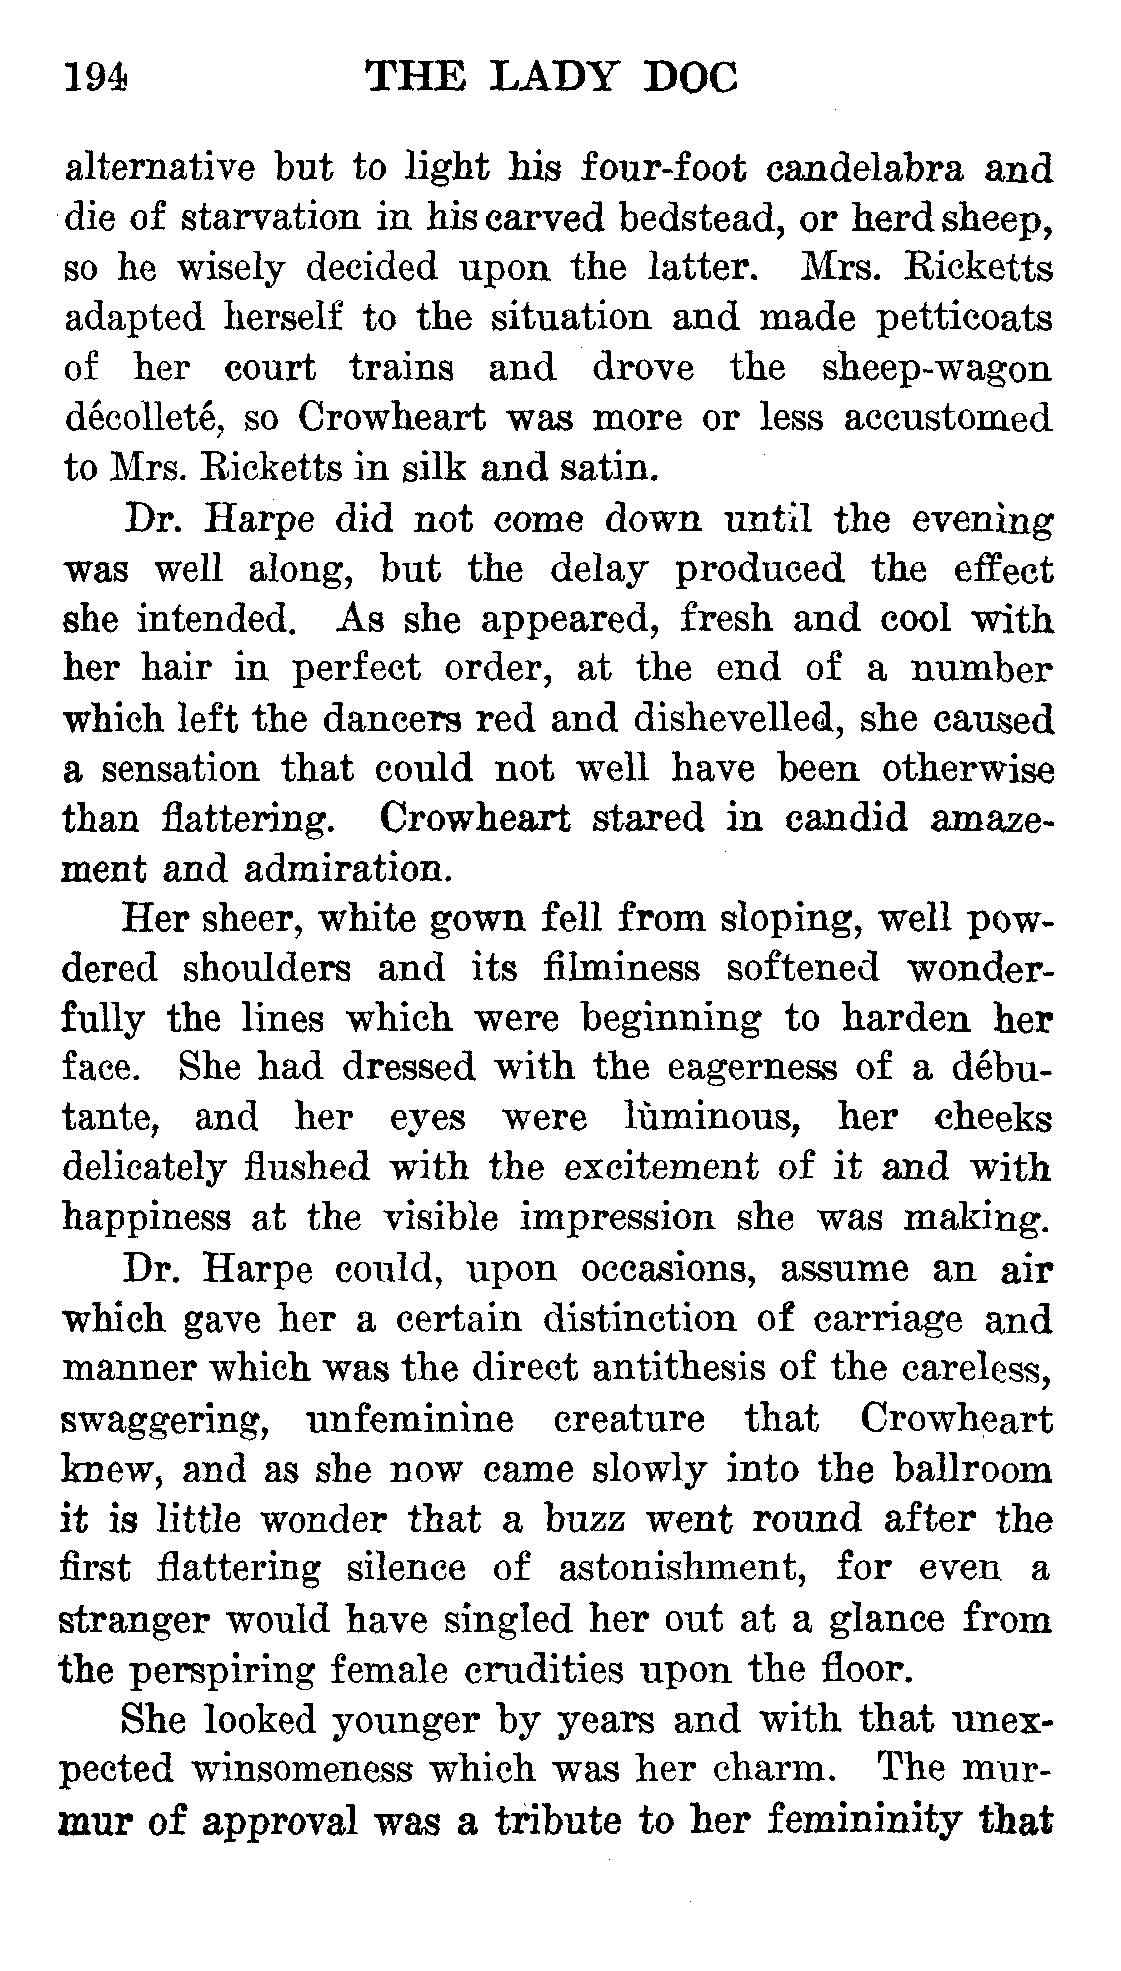 194 THE LADY DOC
alternative but to light his four-foot candelabra and
die of starvation in his carved bedstead, or herd sheep,
so he wisely decided upon the latter. Mrs. Ricketts
adapted herself to the situation and made petticoats
of her court trains and drove the sheep-wagon
décolleté, so Crowheart was more or less accustomed
to Mrs. Ricketts in silk and satin.
Dr. Harpe did not come down until the evening
was well along, but the delay produced the effect
she intended. As she appeared, fresh and cool with
her hair in perfect order, at the end of a number
which left the dancers red and dishevelled, she caused
a sensation that could not well have been otherwise
than flattering. Crowheart stared in candid amaze-
ment and admiration.
Her sheer, white gown fell from sloping, well pow-
dered shoulders and its filminess softened wonder-
fully the lines which were beginning to harden her
face. She had dressed with the eagerness of a débu-
tante, and her eyes were luminous, her cheeks
delicately flushed with the excitement of it and with
happiness at the visible impression she was making.
Dr. Harpe could, upon occasions, assume an air
which gave her a certain distinction of carriage and
manner which was the direct antithesis of the careless,
swaggering, unfeminine creature that Crowheart
knew, and as she now came slowly into the ballroom
it is little wonder that a buzz went round after the
first flattering silence of astonishment, for even a
stranger would have singled her out at a glance from
the perspiring female crudities upon the floor.
She looked younger by years and with that unex-
pected winsomeness which was her charm. The mur-
mur of approval was a tribute to her femininity that